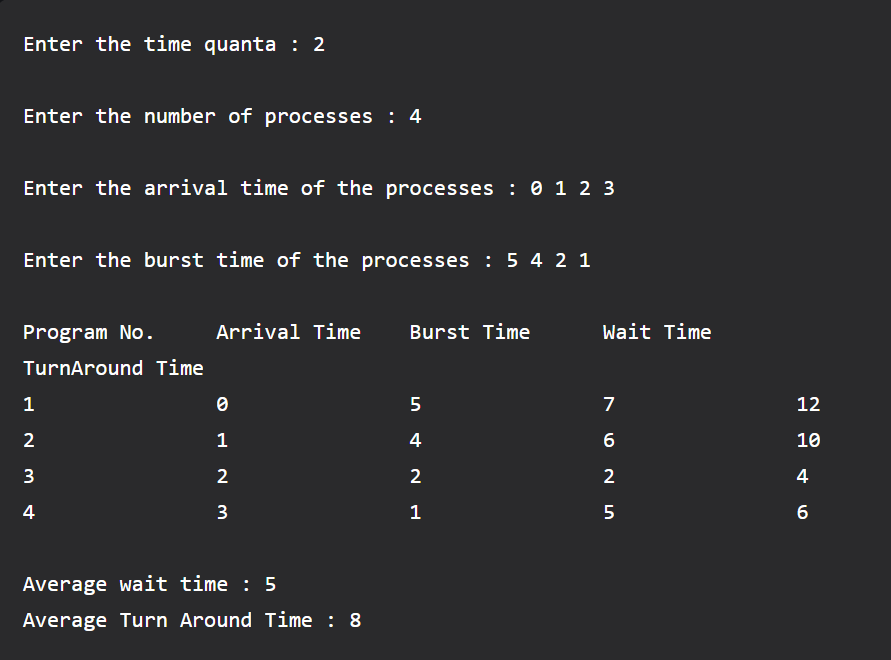 Enter the time quanta : 2
Enter the number of processes : 4
Enter the arrival time of the processes : 0 1 2 3
Enter the burst time of the processes : 5 4 2 1
Program No. Arrival Time Burst Time Wait Time
TurnAround Time
1 0 5 7 12
2 1 4 6 10
3 2 2 2 4
4 3 1 5 6
Average wait time : 5
Average Turn Around Time : 8